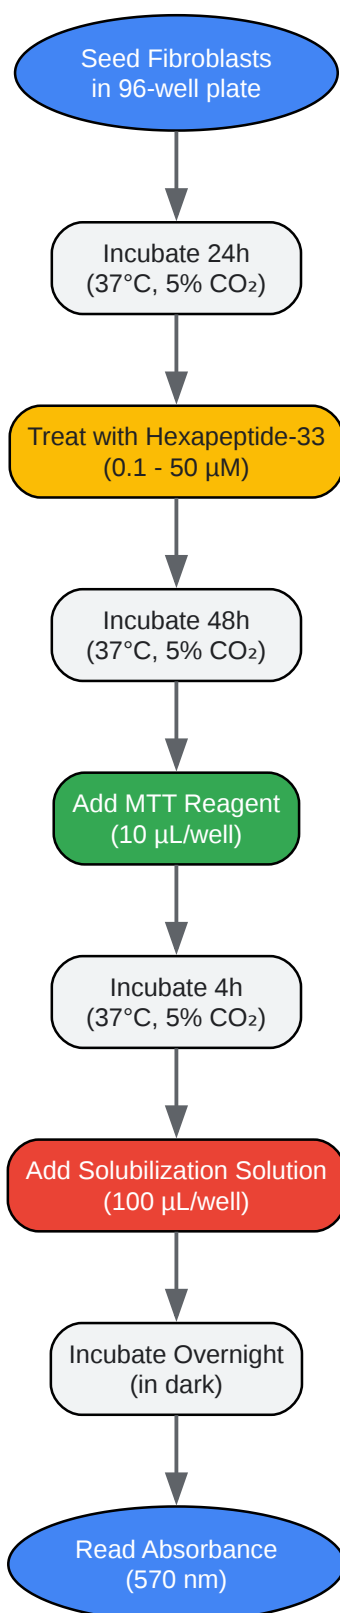 Seed Fibroblasts
in 96-well plate
Incubate 24h
(37°C, 5% CO₂)
Treat with Hexapeptide-33
(0.1 - 50 µM)
Incubate 48h
(37°C, 5% CO₂)
Add MTT Reagent
(10 µL/well)
Incubate 4h
(37°C, 5% CO₂)
Add Solubilization Solution
(100 µL/well)
Incubate Overnight
(in dark)
Read Absorbance
(570 nm)